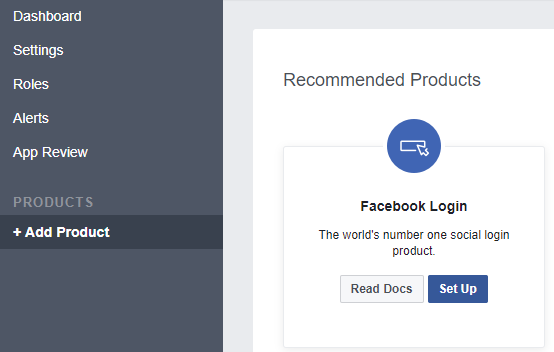 Dashboard
Settings
Roles
Alerts
App Review
PRODUCTS
+ Add Product
Recommended Products
Facebook Login
The world's number one social login
product.
Read Docs
Set Up